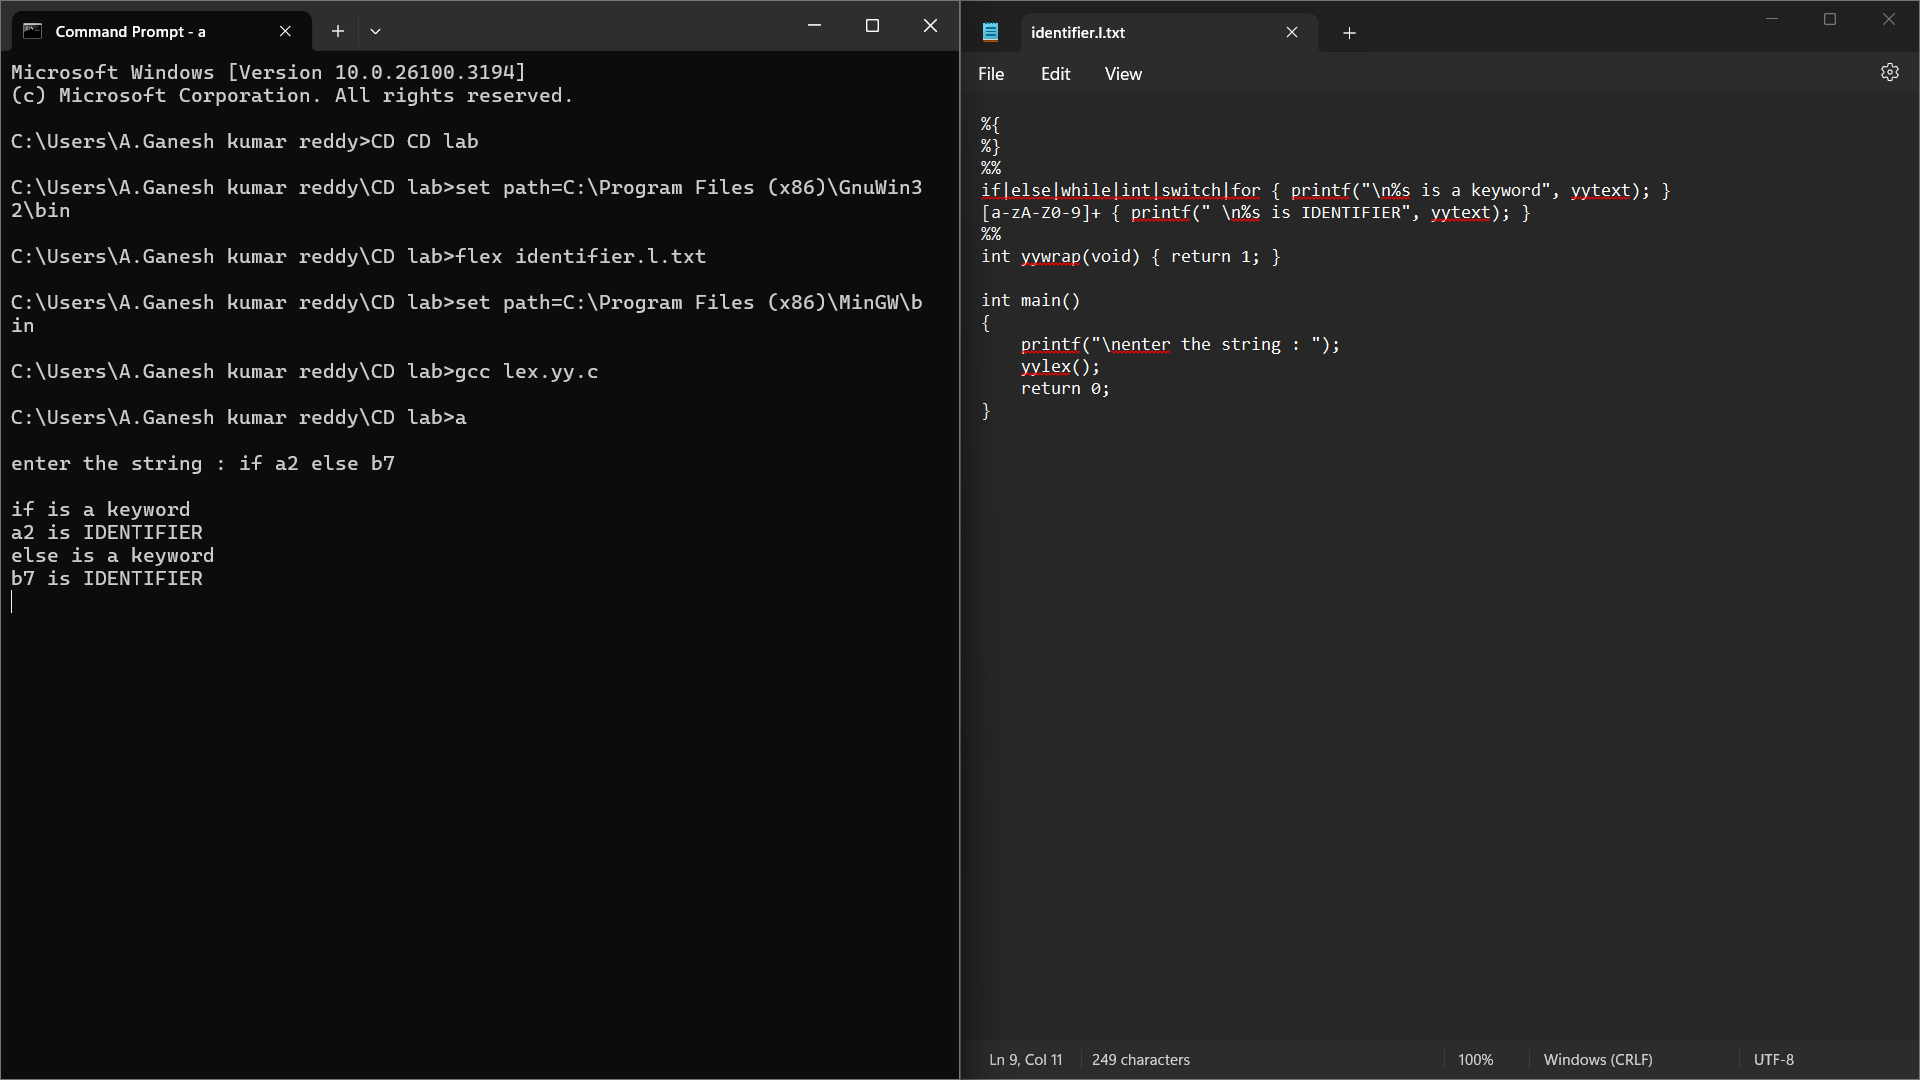 Command Prompt - a
Microsoft Windows [Version 10.0.26100.3194]
(c) Microsoft Corporation. All rights reserved.
C:\Users\A.Ganesh kumar reddy>CD CD lab
C:\Users\A.Ganesh kumar reddy\CD lab>set path=C:\Program Files (x86)\GnuWin3
2\bin
C:\Users\A.Ganesh kumar reddy\CD lab>flex identifier.l.txt
C:\Users\A.Ganesh kumar reddy\CD lab>set path=C:\Program Files (x86)\MinGW\b
in
C:\Users\A.Ganesh kumar reddy\CD lab>gcc lex.yy.c
C:\Users\A.Ganesh kumar reddy\CD lab>a
enter the string : if a2 else b7
if is a keyword
a2 is IDENTIFIER
else is a keyword
b7 is IDENTIFIER
identifier.l.txt
File Edit View
%{
%}
%%
if|else|while|int|switch|for { printf("\n%s is a keyword", yytext); }
[a-zA-Z0-9]+ { printf(" \n%s is IDENTIFIER", yytext); }
%%
int yywrap(void) { return 1; }
int main()
{
    printf("\nenter the string : ");
    yylex();
    return 0;
}
Ln 9, Col 11 249 characters 100% Windows (CRLF) UTF-8